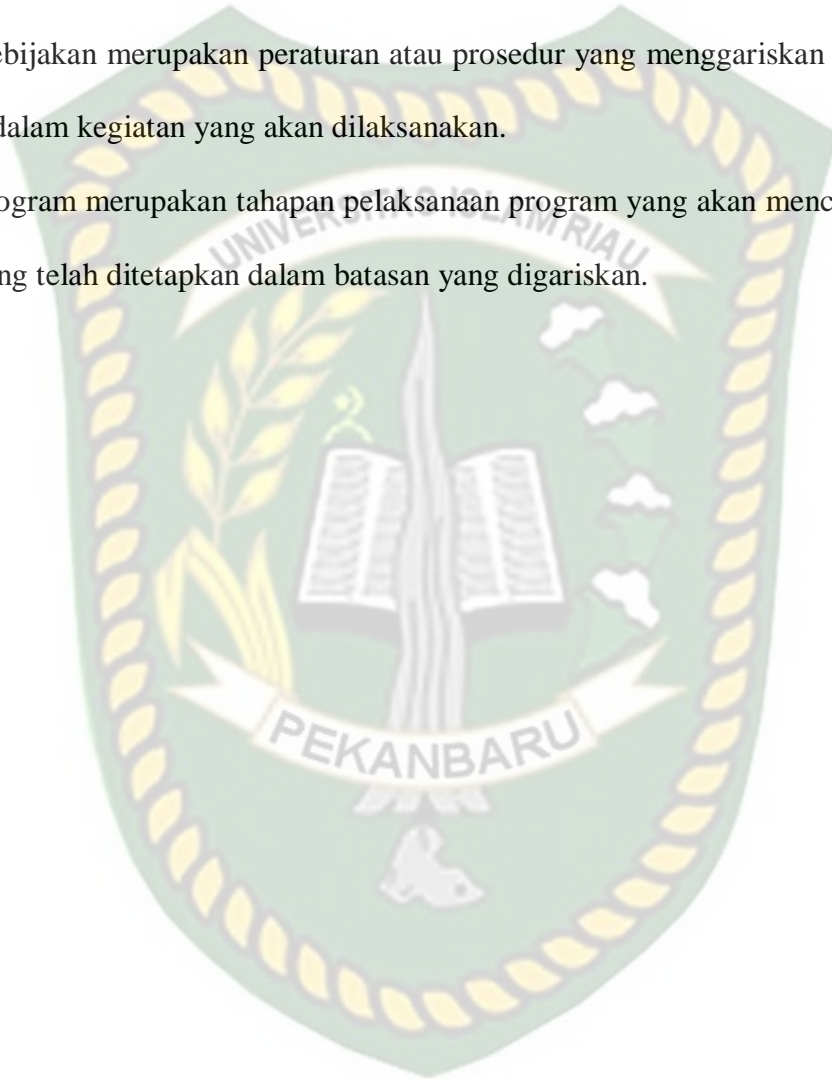 ebijakan merupakan peraturan atau prosedur yang menggariskan
dalam kegiatan yang akan dilaksanakan.
ogram merupakan tahapan pelaksanaan program yang akan menc
ng telah ditetapkan dalam batasan yang digariskan.
UNIVERSITAS ISLAM RIAU
PEKANBARU